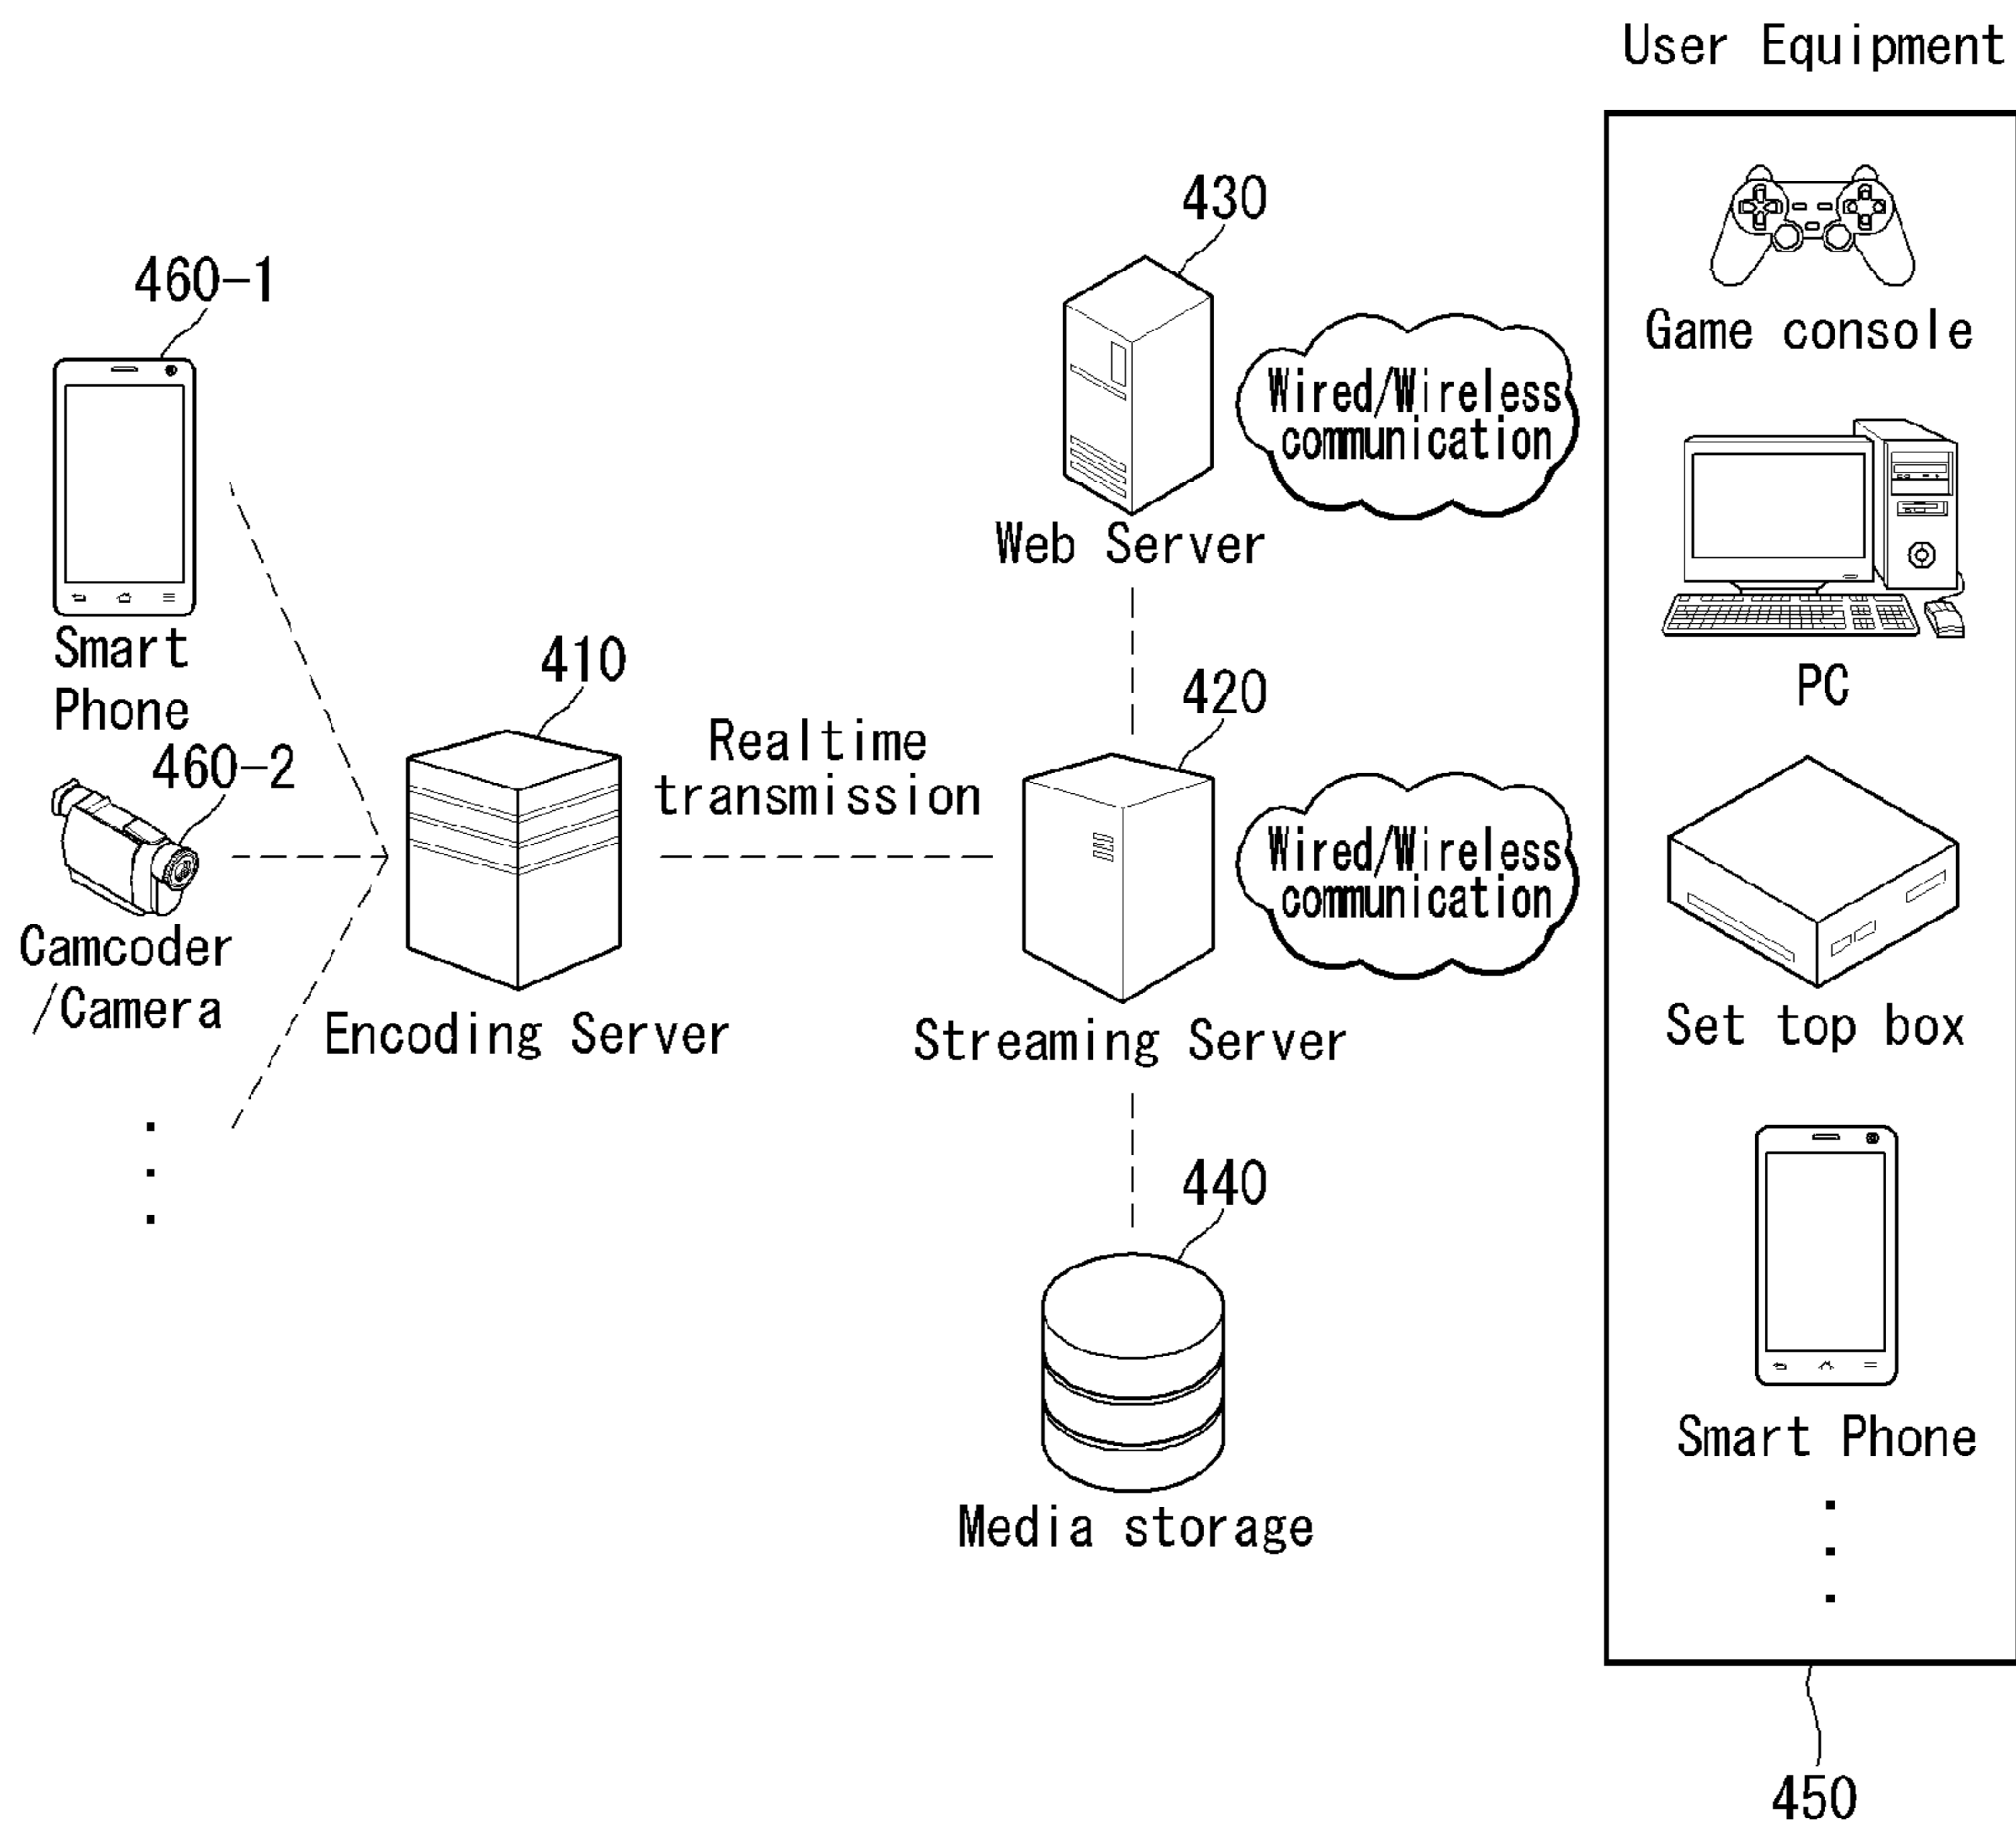 User Equipment
430
460-1
Game console
Wired/Wireless
communication
Web Server
Smart
Phone
410
420
PC
460-2
Realtime
transmission
Wired/Wireless
communication
Camcoder
/Camera
Encoding Server
Streaming Server
Set top box
440
Smart Phone
Media storage
450